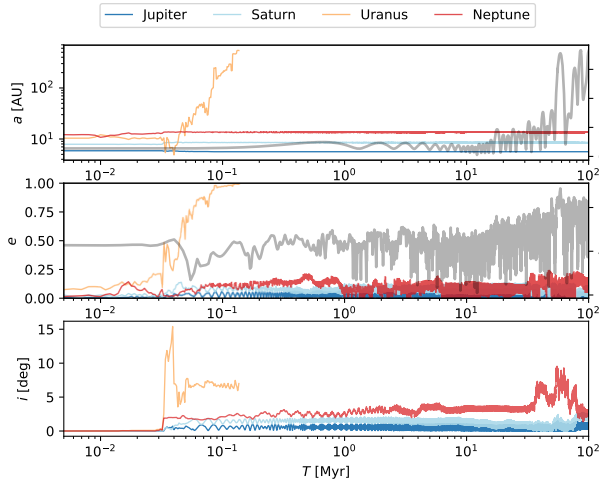 Jupiter Saturn Uranus Neptune
a [AU]
10²
10¹
10⁻² 10⁻¹ 10⁰ 10¹ 10²
e
1.00
0.75
0.50
0.25
0.00
10⁻² 10⁻¹ 10⁰ 10¹ 10²
i [deg]
15
10
5
0
10⁻² 10⁻¹ 10⁰ 10¹ 10²
T [Myr]